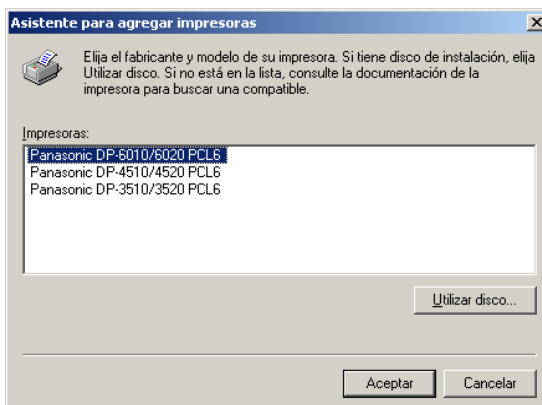 Asistente para agregar impresoras
Elija el fabricante y modelo de su impresora. Si tiene disco de instalación, elija
Utilizar disco. Si no está en la lista, consulte la documentación de la
impresora para buscar una compatible.
Impresoras:
Panasonic DP-6010/6020 PCL6
Panasonic DP-4510/4520 PCL6
Panasonic DP-3510/3520 PCL6
Utilizar disco...
Aceptar
Cancelar